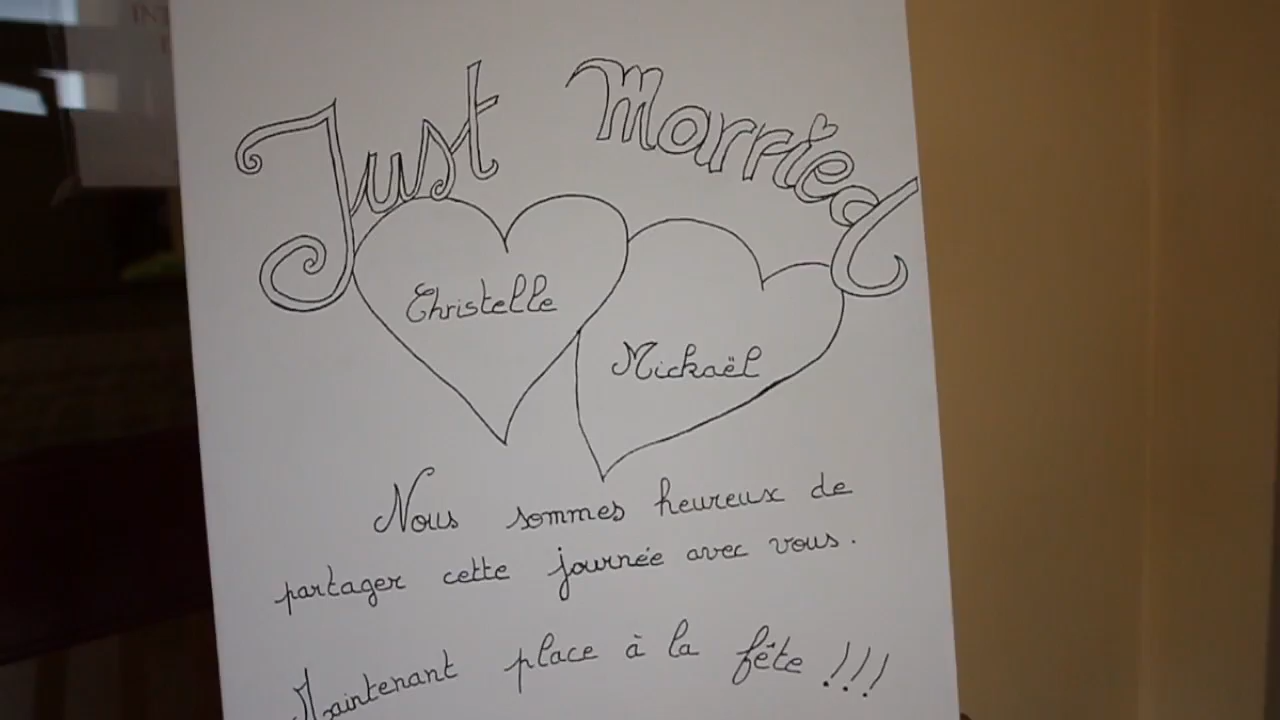 Just Married
Christelle
Mickaël
Nous sommes heureux de
partager cette journée avec vous.
Maintenant place à la fête !!!